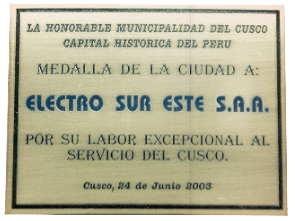 LA HONORABLE MUNICIPALIDAD DEL CUSCO
CAPITAL HISTORICA DEL PERU
MEDALLA DE LA CIUDAD A:
ELECTRO SUR ESTE S.A.A.
POR SU LABOR EXCEPCIONAL AL
SERVICIO DEL CUSCO.
Cusco, 24 de Junio 2003